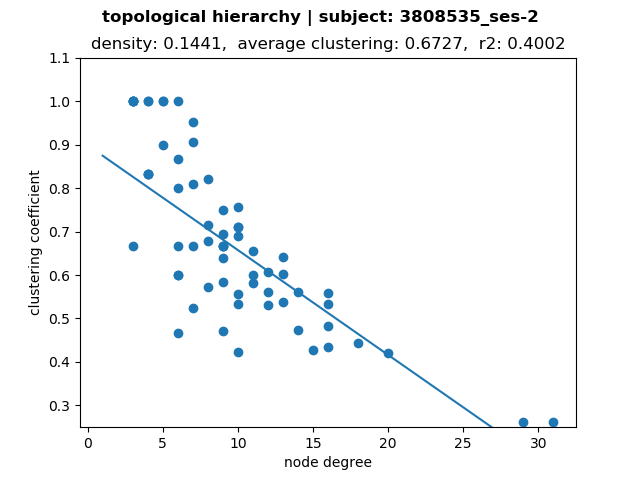 topological hierarchy | subject: 3808535_ses-2
density: 0.1441,  average clustering: 0.6727,  r2: 0.4002
1.1
1.0
0.9
0.8
0.7
0.6
0.5
0.4
0.3
clustering coefficient
0 5 10 15 20 25 30
node degree